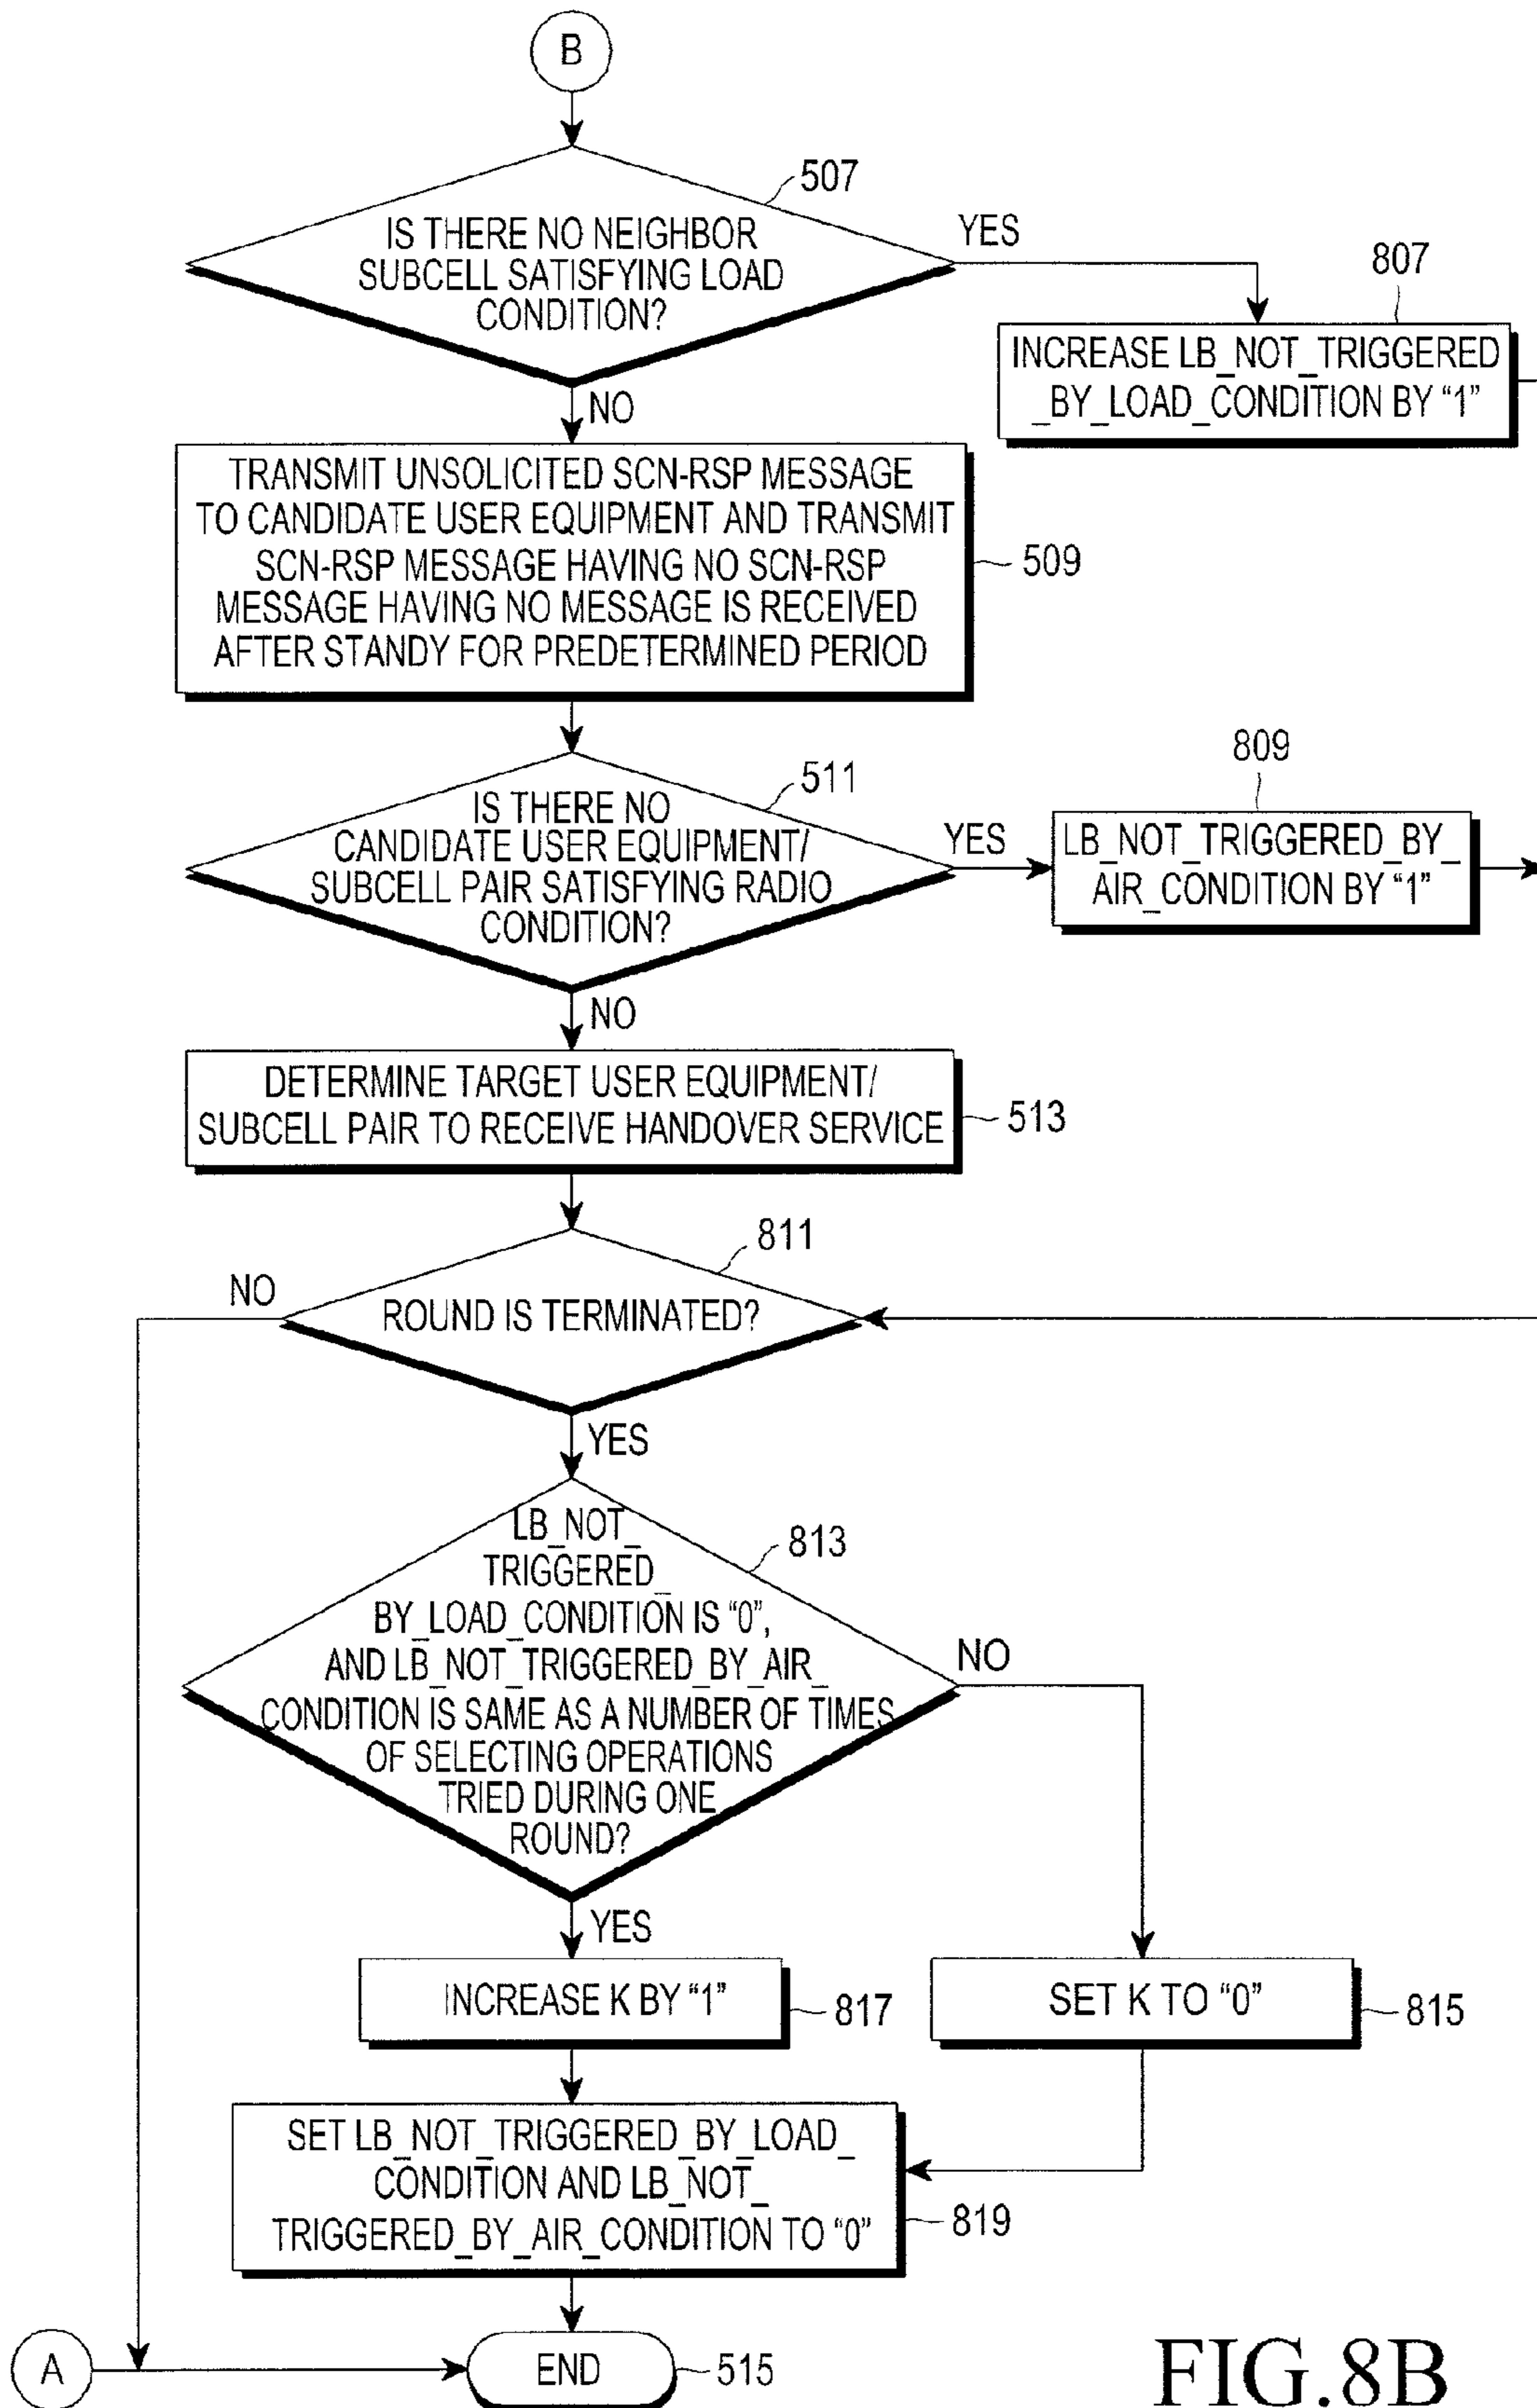 B
507
IS THERE NO NEIGHBOR
SUBCELL SATISFYING LOAD
CONDITION?
YES
807
INCREASE LB_NOT_TRIGGERED
_BY_LOAD_CONDITION BY “1”
NO
TRANSMIT UNSOLICITED SCN-RSP MESSAGE
TO CANDIDATE USER EQUIPMENT AND TRANSMIT
SCN-RSP MESSAGE HAVING NO SCN-RSP
MESSAGE HAVING NO MESSAGE IS RECEIVED
AFTER STANDY FOR PREDETERMINED PERIOD
509
511
IS THERE NO
CANDIDATE USER EQUIPMENT/
SUBCELL PAIR SATISFYING RADIO
CONDITION?
YES
809
LB_NOT_TRIGGERED_BY_
AIR_CONDITION BY “1”
NO
DETERMINE TARGET USER EQUIPMENT/
SUBCELL PAIR TO RECEIVE HANDOVER SERVICE
513
811
NO
ROUND IS TERMINATED?
YES
813
LB_NOT_
TRIGGERED_
BY_LOAD_CONDITION IS “0”,
AND LB_NOT_TRIGGERED_BY_AIR_
CONDITION IS SAME AS A NUMBER OF TIMES
OF SELECTING OPERATIONS
TRIED DURING ONE
ROUND?
NO
YES
INCREASE K BY “1”
817
SET K TO “0”
815
SET LB_NOT_TRIGGERED_BY_LOAD_
CONDITION AND LB_NOT_
TRIGGERED_BY_AIR_CONDITION TO “0”
819
A
END
515
FIG.8B